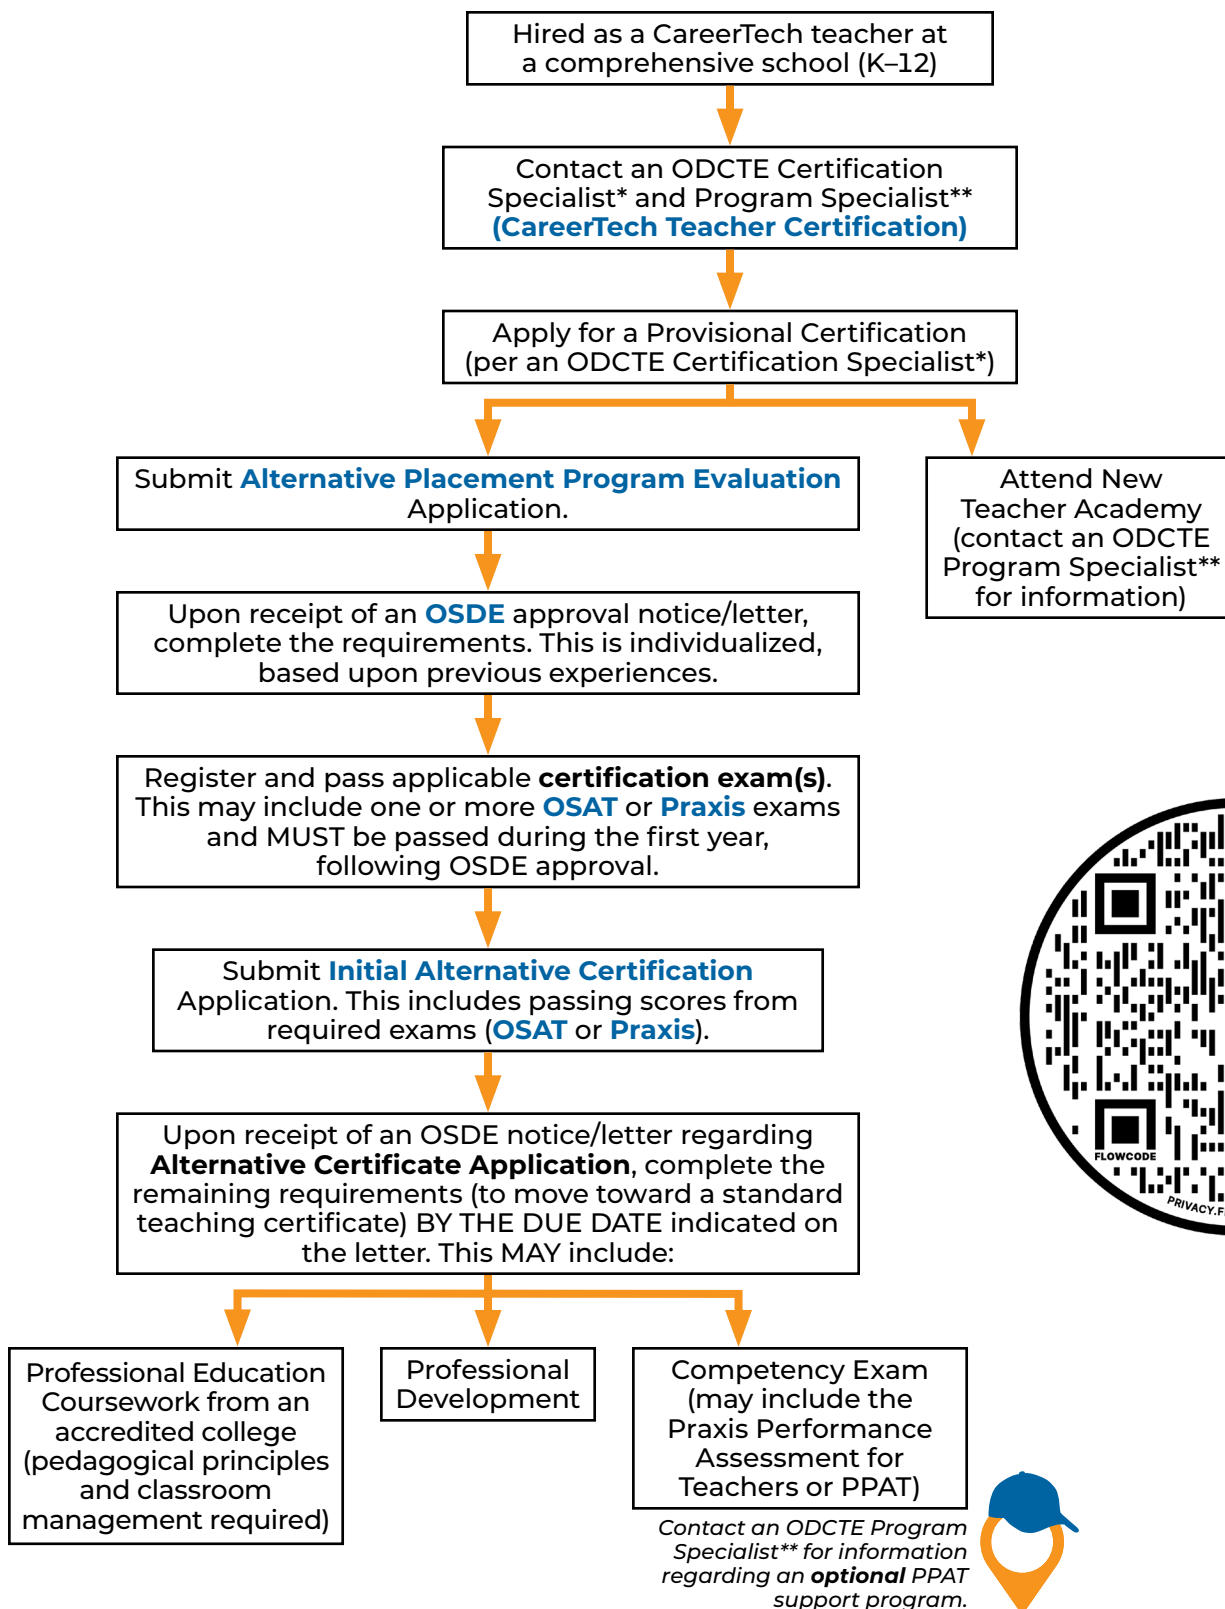 Hired as a CareerTech teacher at
a comprehensive school (K–12)
Contact an ODCTE Certification
Specialist* and Program Specialist**
(CareerTech Teacher Certification)
Apply for a Provisional Certification
(per an ODCTE Certification Specialist*)
Submit Alternative Placement Program Evaluation
Application.
Attend New
Teacher Academy
(contact an ODCTE
Program Specialist**
for information)
Upon receipt of an OSDE approval notice/letter,
complete the requirements. This is individualized,
based upon previous experiences.
Register and pass applicable certification exam(s).
This may include one or more OSAT or Praxis exams
and MUST be passed during the first year,
following OSDE approval.
Submit Initial Alternative Certification
Application. This includes passing scores from
required exams (OSAT or Praxis).
Upon receipt of an OSDE notice/letter regarding
Alternative Certificate Application, complete the
remaining requirements (to move toward a standard
teaching certificate) BY THE DUE DATE indicated on
the letter. This MAY include:
FLOWCODE
PRIVACY.F
Professional Education
Coursework from an
accredited college
(pedagogical principles
and classroom
management required)
Professional
Development
Competency Exam
(may include the
Praxis Performance
Assessment for
Teachers or PPAT)
Contact an ODCTE Program
Specialist** for information
regarding an optional PPAT
support program.